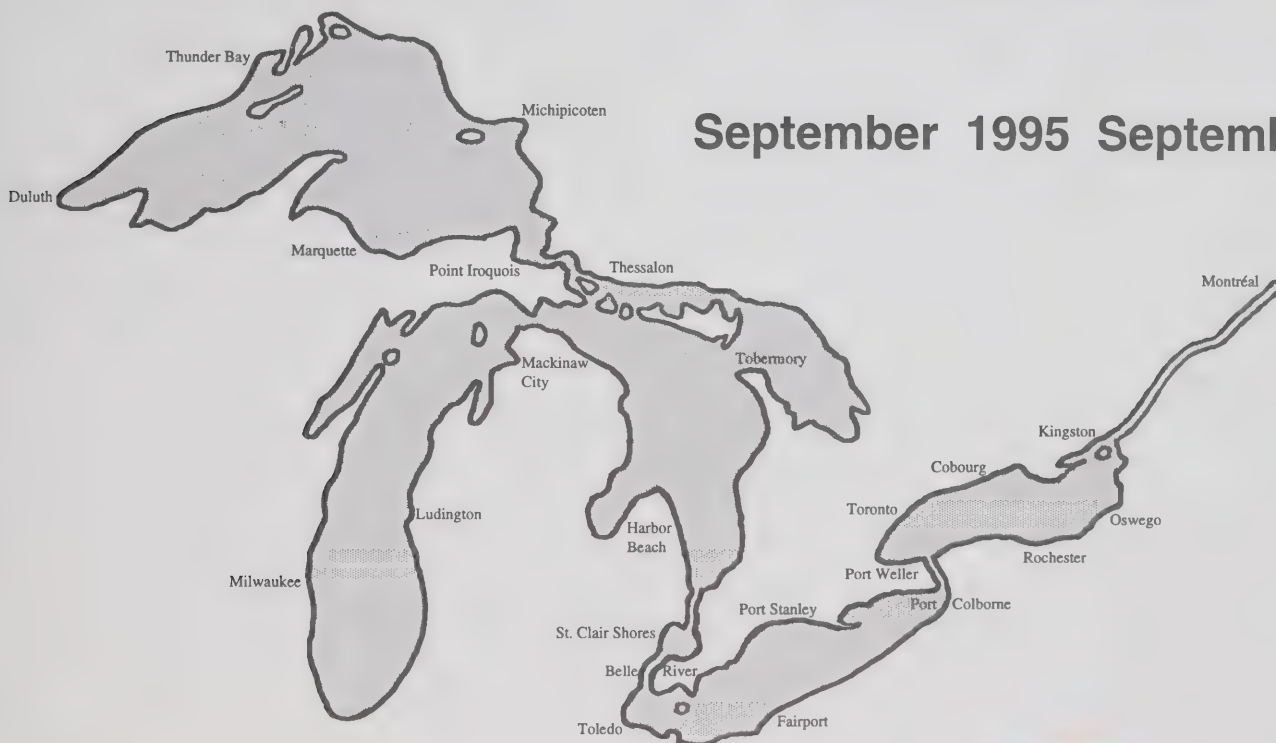 Thunder Bay
Michipicoten
September 1995 Septem
Duluth
Marquette
Point Iroquois
Thessalon
Montréal
Mackinaw
City
Tobermory
Kingston
Cobourg
Ludington
Toronto
Harbor
Beach
Oswego
Rochester
Milwaukee
Port Weller
Port Colborne
Port Stanley
St. Clair Shores
Belle River
Toledo
Fairport